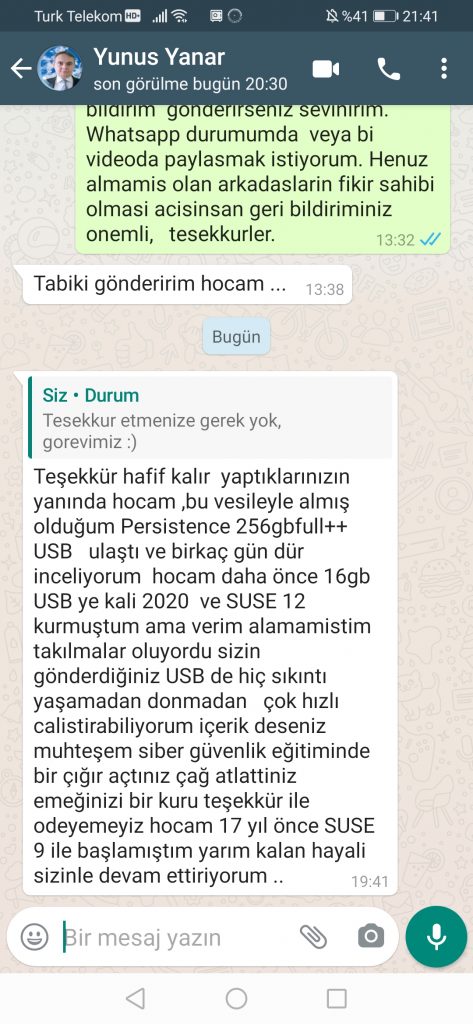 Turk Telekom HD %41 21:41
Yunus Yanar
son görülme bugün 20:30
bildirim gonderirseniz sevinirim.
Whatsapp durumumda veya bi
videoda paylasmak istiyorum. Henuz
almamis olan arkadaslarin fikir sahibi
olmasi acisinsan geri bildiriminiz
onemli, tesekkurler.
13:32
Tabiki gönderirim hocam ... 13:38
Bugün
Siz • Durum
Tesekkur etmenize gerek yok,
gorevimiz :)
Teşekkür hafif kalır yaptıklarınızın
yanında hocam ,bu vesileyle almış
olduğum Persistence 256gbfull++
USB ulaştı ve birkaç gün dür
inceliyorum hocam daha önce 16gb
USB ye kali 2020 ve SUSE 12
kurmuştum ama verim alamamistim
takılmalar oluyordu sizin
gönderdiğiniz USB de hiç sıkıntı
yaşamadan donmadan çok hızlı
calistirabiliyorum içerik deseniz
muhteşem siber güvenlik eğitiminde
bir çığır açtınız çağ atlattiniz
emeğinizi bir kuru teşekkür ile
odeyemeyiz hocam 17 yıl önce SUSE
9 ile başlamıştım yarım kalan hayali
sizinle devam ettiriyorum ..
19:41
Bir mesaj yazın